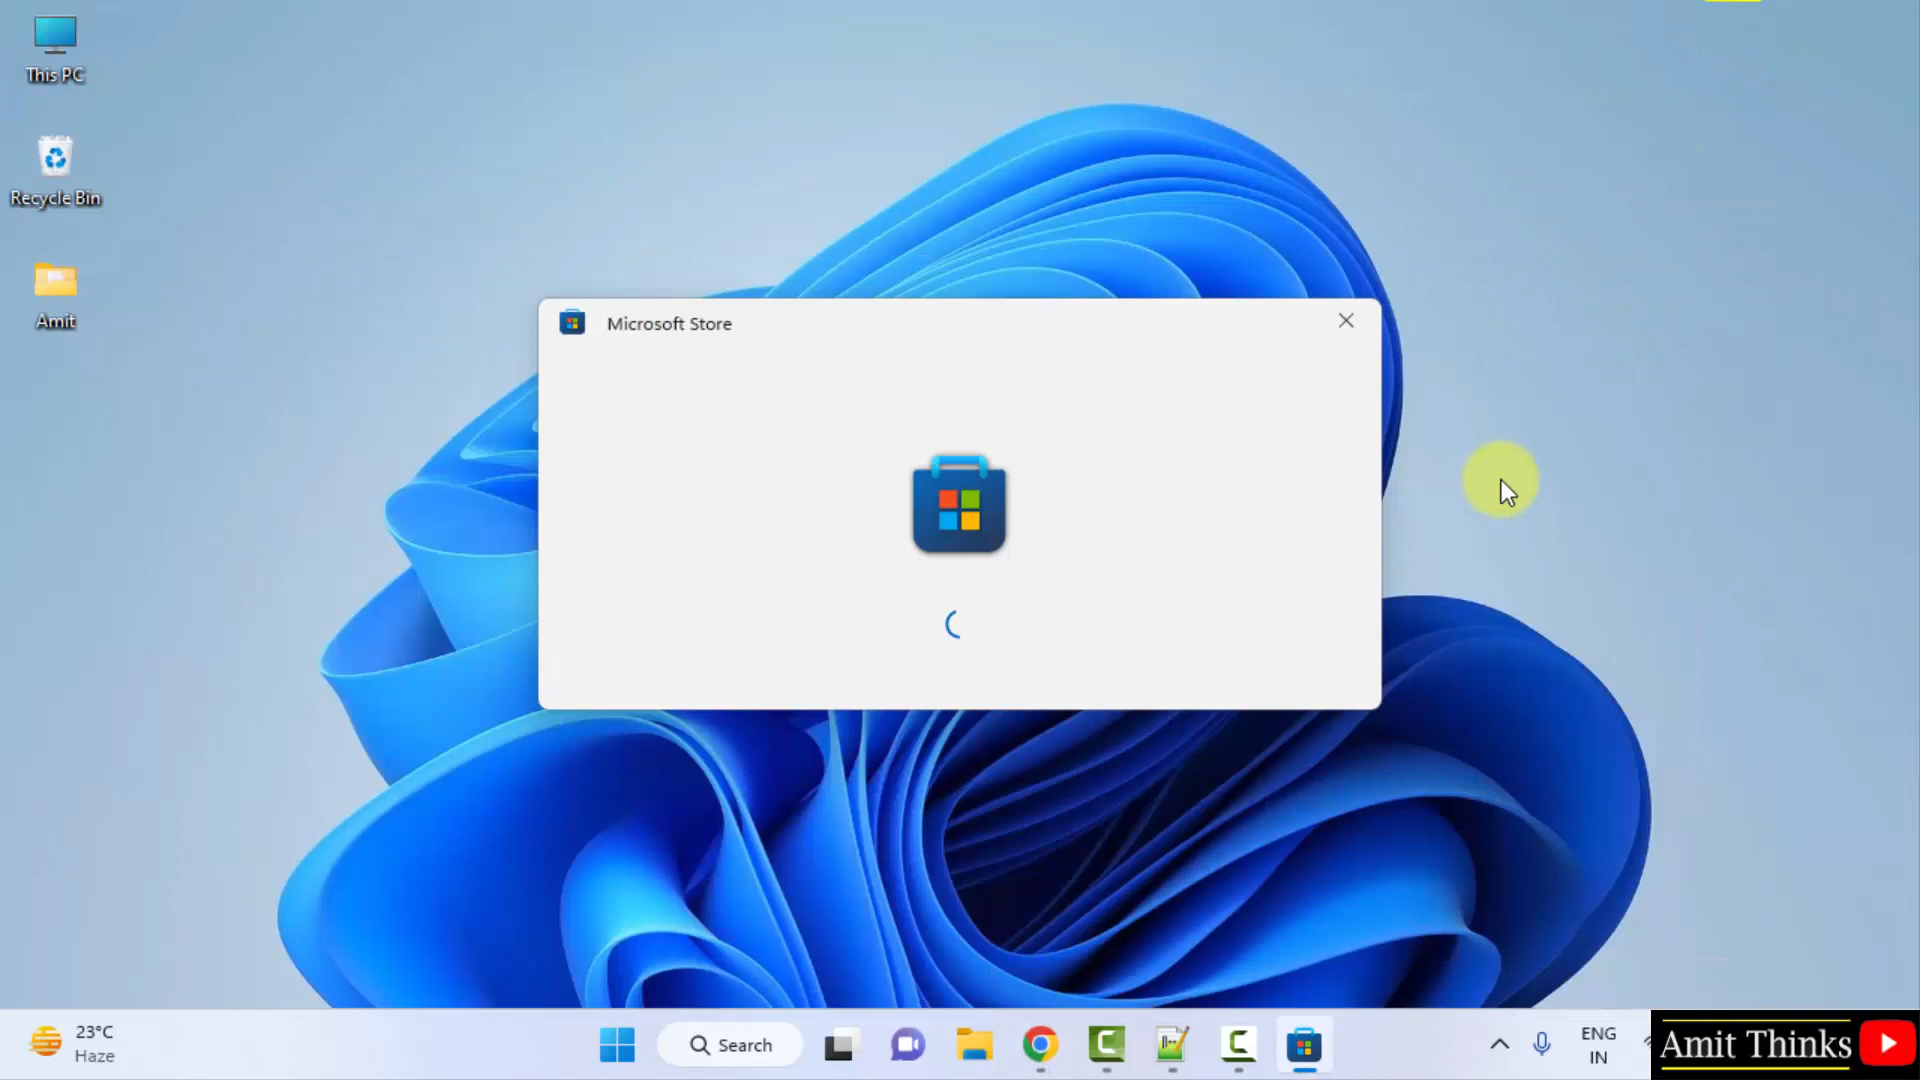 This PC
Recycle Bin
Amit
Microsoft Store
23°C
Haze
Search
ENG
IN
Amit Thinks